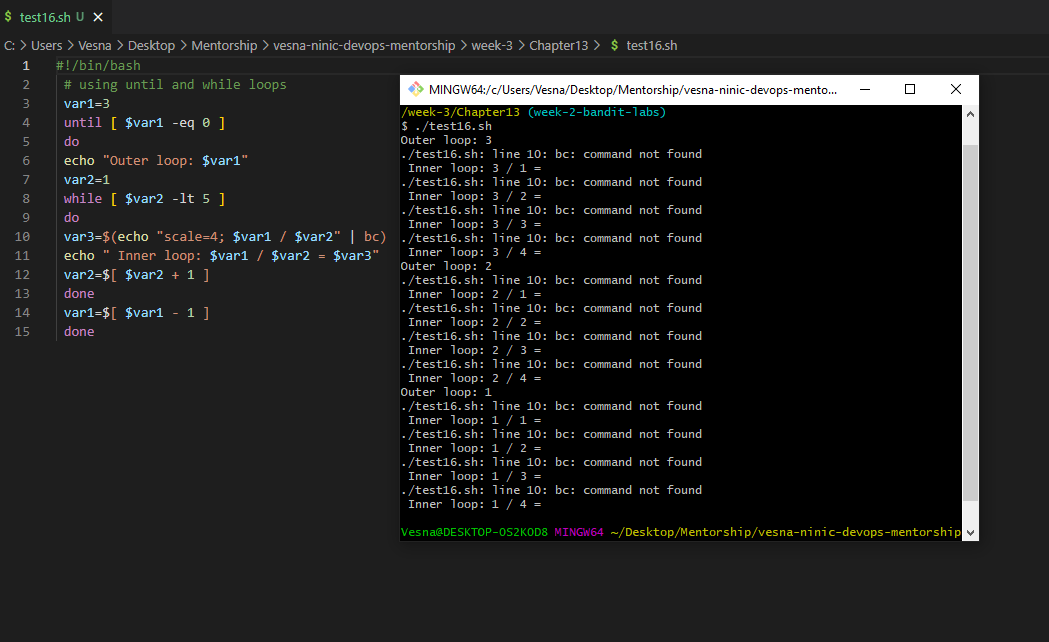 $ test16.sh U ×
C: > Users > Vesna > Desktop > Mentorship > vesna-ninic-devops-mentorship > week-3 > Chapter13 > $ test16.sh
1 #!/bin/bash
2 # using until and while loops
3 var1=3
4 until [ $var1 -eq 0 ]
5 do
6 echo "Outer loop: $var1"
7 var2=1
8 while [ $var2 -lt 5 ]
9 do
10 var3=$(echo "scale=4; $var1 / $var2" | bc)
11 echo " Inner loop: $var1 / $var2 = $var3"
12 var2=$[ $var2 + 1 ]
13 done
14 var1=$[ $var1 - 1 ]
15 done
MINGW64:/c/Users/Vesna/Desktop/Mentorship/vesna-ninic-devops-mento...
/week-3/Chapter13 (week-2-bandit-labs)
$ ./test16.sh
Outer loop: 3
./test16.sh: line 10: bc: command not found
 Inner loop: 3 / 1 =
./test16.sh: line 10: bc: command not found
 Inner loop: 3 / 2 =
./test16.sh: line 10: bc: command not found
 Inner loop: 3 / 3 =
./test16.sh: line 10: bc: command not found
 Inner loop: 3 / 4 =
Outer loop: 2
./test16.sh: line 10: bc: command not found
 Inner loop: 2 / 1 =
./test16.sh: line 10: bc: command not found
 Inner loop: 2 / 2 =
./test16.sh: line 10: bc: command not found
 Inner loop: 2 / 3 =
./test16.sh: line 10: bc: command not found
 Inner loop: 2 / 4 =
Outer loop: 1
./test16.sh: line 10: bc: command not found
 Inner loop: 1 / 1 =
./test16.sh: line 10: bc: command not found
 Inner loop: 1 / 2 =
./test16.sh: line 10: bc: command not found
 Inner loop: 1 / 3 =
./test16.sh: line 10: bc: command not found
 Inner loop: 1 / 4 =
Vesna@DESKTOP-OS2KOD8 MINGW64 ~/Desktop/Mentorship/vesna-ninic-devops-mentorship